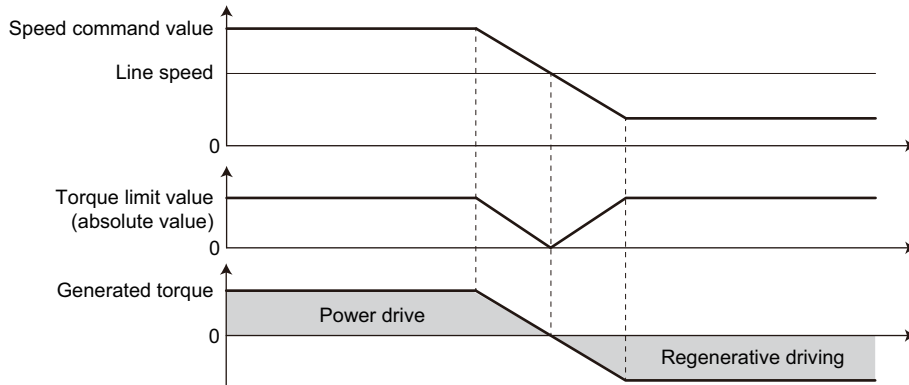 Speed command value
Line speed
0
Torque limit value
(absolute value)
0
Generated torque
Power drive
0
Regenerative driving